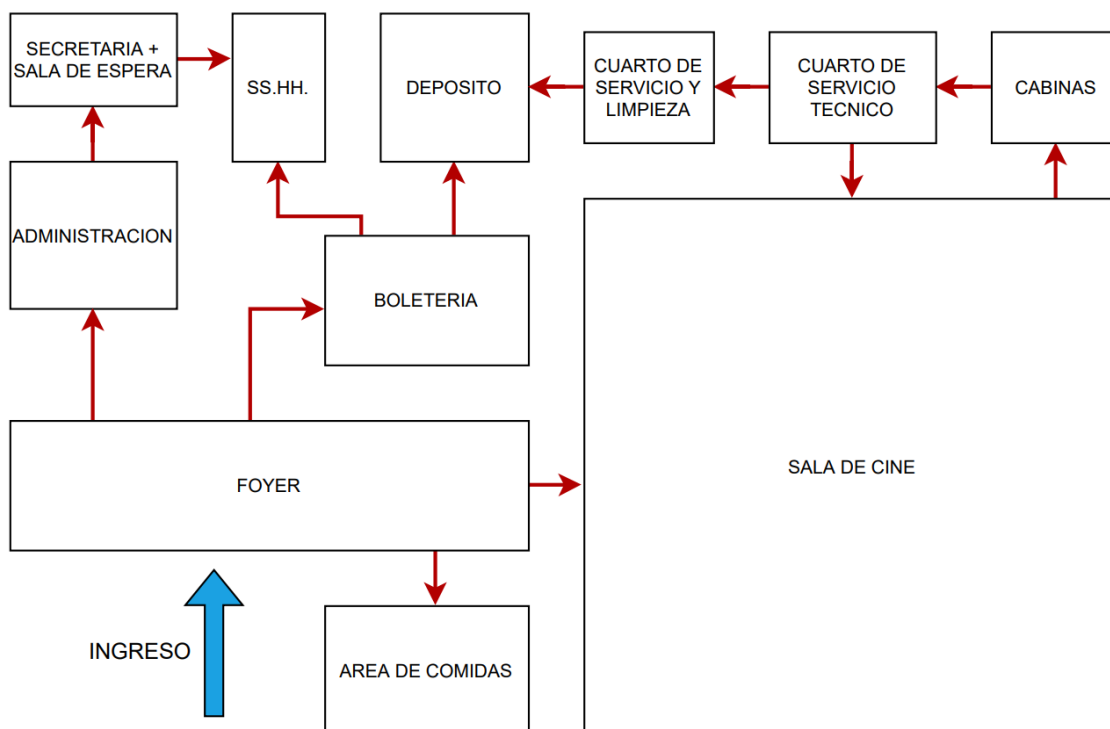 SECRETARIA +
SALA DE ESPERA
SS.HH.
DEPOSITO
CUARTO DE
SERVICIO Y
LIMPIEZA
CUARTO DE
SERVICIO
TECNICO
CABINAS
ADMINISTRACION
BOLETERIA
FOYER
SALA DE CINE
INGRESO
AREA DE COMIDAS